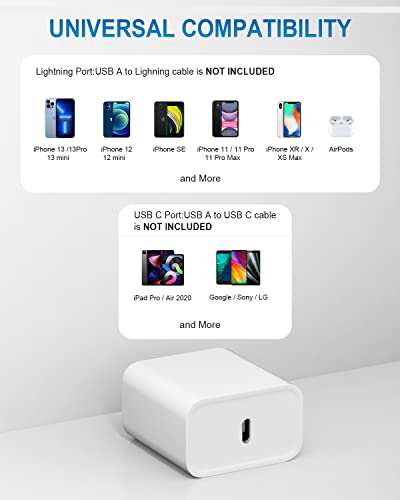 UNIVERSAL COMPATIBILITY
Lightning Port:USB A to Lighning cable is NOT INCLUDED
iPhone 13 /13Pro
13 mini
iPhone 12
12 mini
iPhone SE
iPhone 11 / 11 Pro
11 Pro Max
iPhone XR / X /
XS Max
AirPods
and More
USB C Port:USB A to USB C cable
is NOT INCLUDED
iPad Pro / Air 2020
Google / Sony / LG
and More